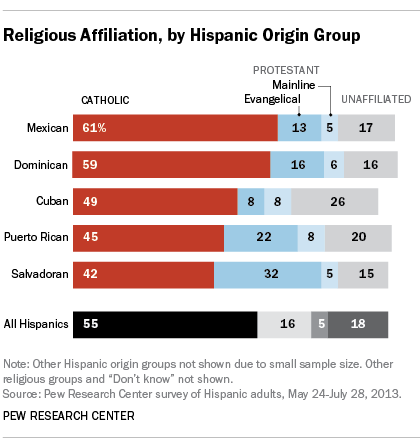 Religious Affiliation, by Hispanic Origin Group
PROTESTANT
Mainline
CATHOLIC Evangelical UNAFFILIATED
Mexican 61% 13 5 17
Dominican 59 16 6 16
Cuban 49 8 8 26
Puerto Rican 45 22 8 20
Salvadoran 42 32 5 15
All Hispanics 55 16 5 18
Note: Other Hispanic origin groups not shown due to small sample size. Other
religious groups and “Don’t know” not shown.
Source: Pew Research Center survey of Hispanic adults, May 24-July 28, 2013.
PEW RESEARCH CENTER